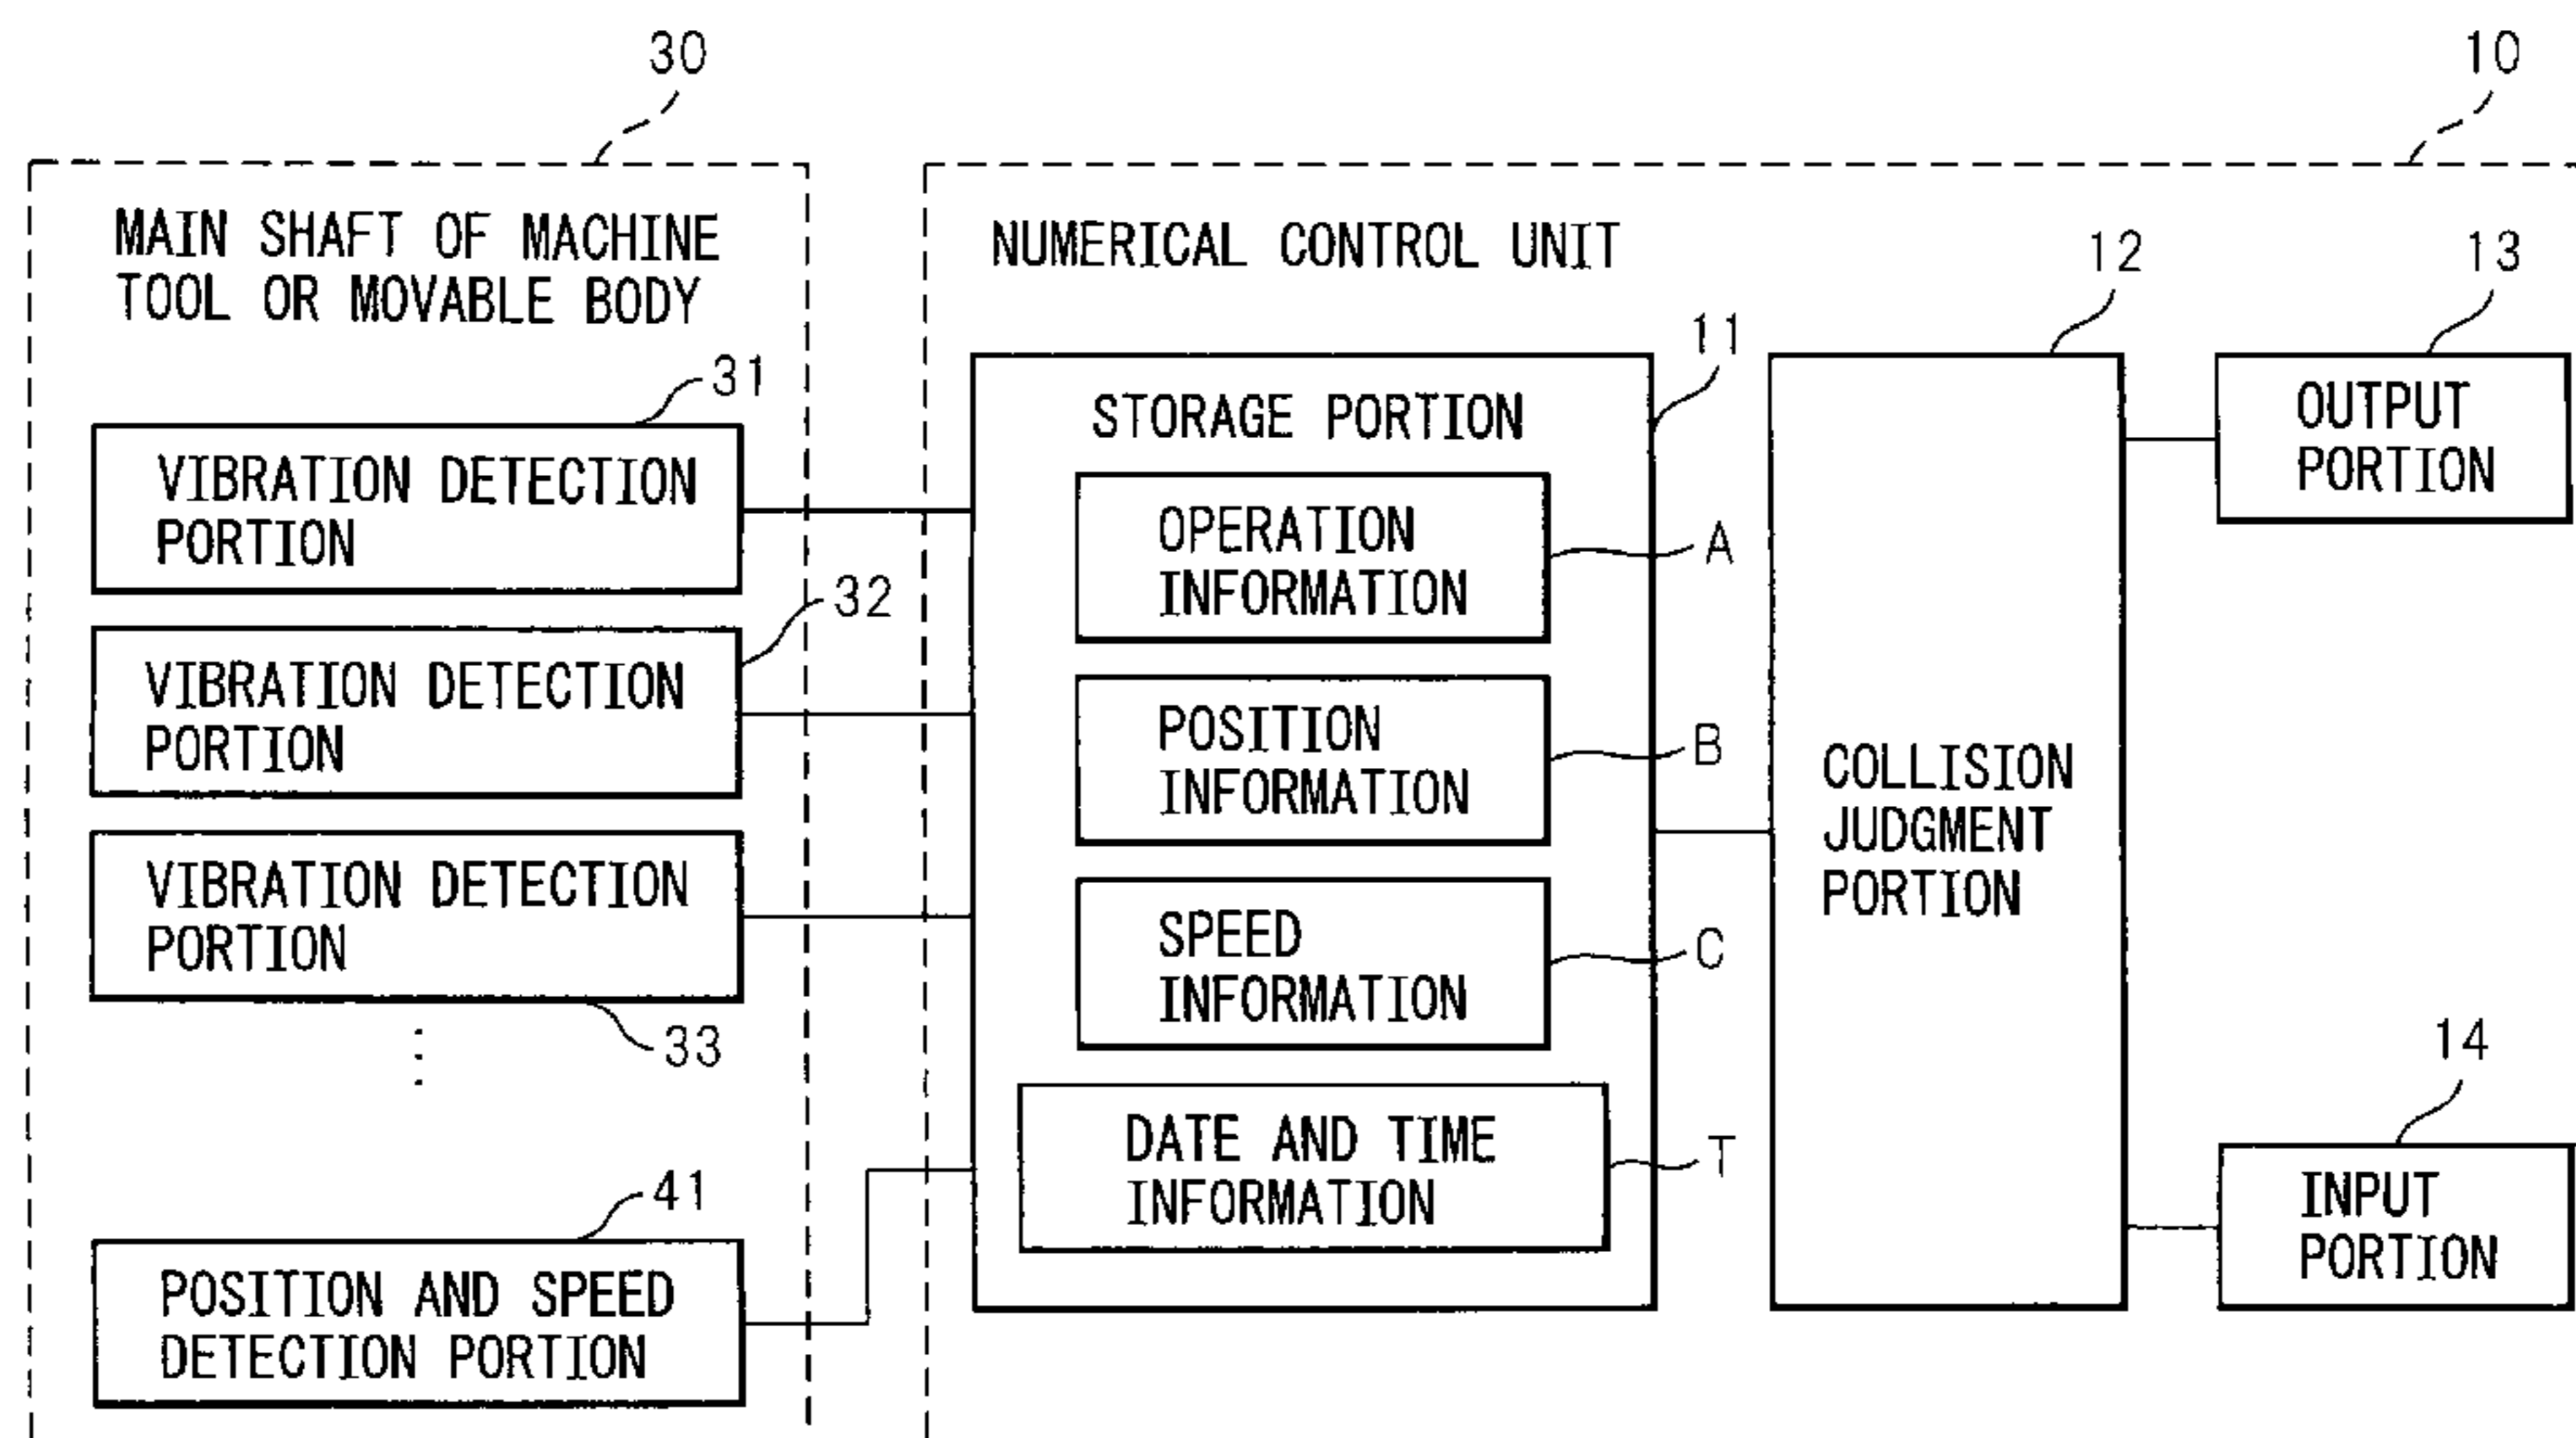 30
10
MAIN SHAFT OF MACHINE
TOOL OR MOVABLE BODY
31
VIBRATION DETECTION
PORTION
32
VIBRATION DETECTION
PORTION
VIBRATION DETECTION
PORTION
33
41
POSITION AND SPEED
DETECTION PORTION
NUMERICAL CONTROL UNIT
11
STORAGE PORTION
OPERATION
INFORMATION
A
POSITION
INFORMATION
B
SPEED
INFORMATION
C
DATE AND TIME
INFORMATION
T
12
COLLISION
JUDGMENT
PORTION
13
OUTPUT
PORTION
14
INPUT
PORTION